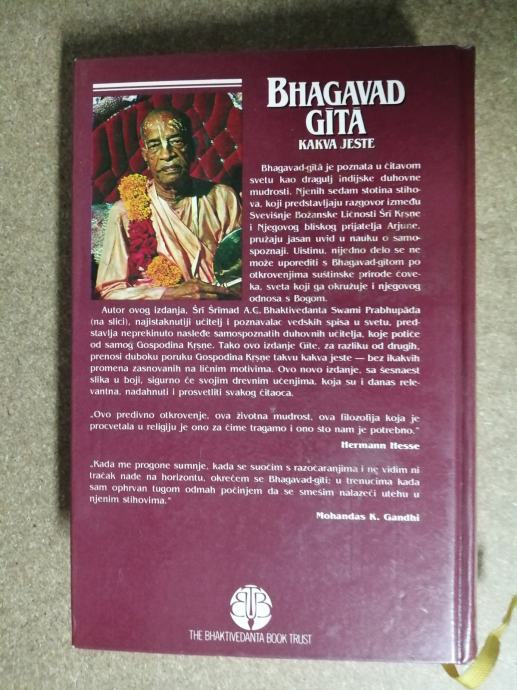 BHAGAVAD
GĪTĀ
KAKVA JESTE
Bhagavad-gītā je poznata u čitavom
svetu kao dragulj indijske duhovne
mudrosti. Njenih sedam stotina stiho-
va, koji predstavljaju razgovor između
Svevišnje Božanske Ličnosti Śrī Kṛṣṇe
i Njegovog bliskog prijatelja Arjune,
pružaju jasan uvid u nauku o samo-
spoznaji. Uistinu, nijedno delo se ne
može uporediti s Bhagavad-gītom po
otkrovenjima suštinske prirode čove-
ka, sveta koji ga okružuje i njegovog
odnosa s Bogom.
Autor ovog izdanja, Śrī Śrīmad A.C. Bhaktivedanta Swami Prabhupāda
(na slici), najistaknutiji učitelj i poznavalac vedskih spisa u svetu, pred-
stavlja neprekinuto nasleđe samospoznatih duhovnih učitelja, koje potiče
od samog Gospodina Kṛṣṇe. Tako ovo izdanje Gīte, za razliku od drugih,
prenosi duboku poruku Gospodina Kṛṣṇe takvu kakva jeste — bez ikakvih
promena zasnovanih na ličnim motivima. Ovo novo izdanje, sa šesnaest
slika u boji, sigurno će svojim drevnim učenjima, koja su i danas rele-
vantna, nadahnuti i prosvetliti svakog čitaoca.
„Ovo predivno otkrovenje, ova životna mudrost, ova filozofija koja je
procvetala u religiju je ono za čime tragamo i ono što nam je potrebno.“
Hermann Hesse
„Kada me progone sumnje, kada se suočim s razočaranjima i ne vidim ni
tračak nade na horizontu, okrećem se Bhagavad-gīti; u trenucima kada
sam ophrvan tugom odmah počinjem da se smešim nalazeći utehu u
njenim stihovima.“
Mohandas K. Gandhi
BBT
THE BHAKTIVEDANTA BOOK TRUST